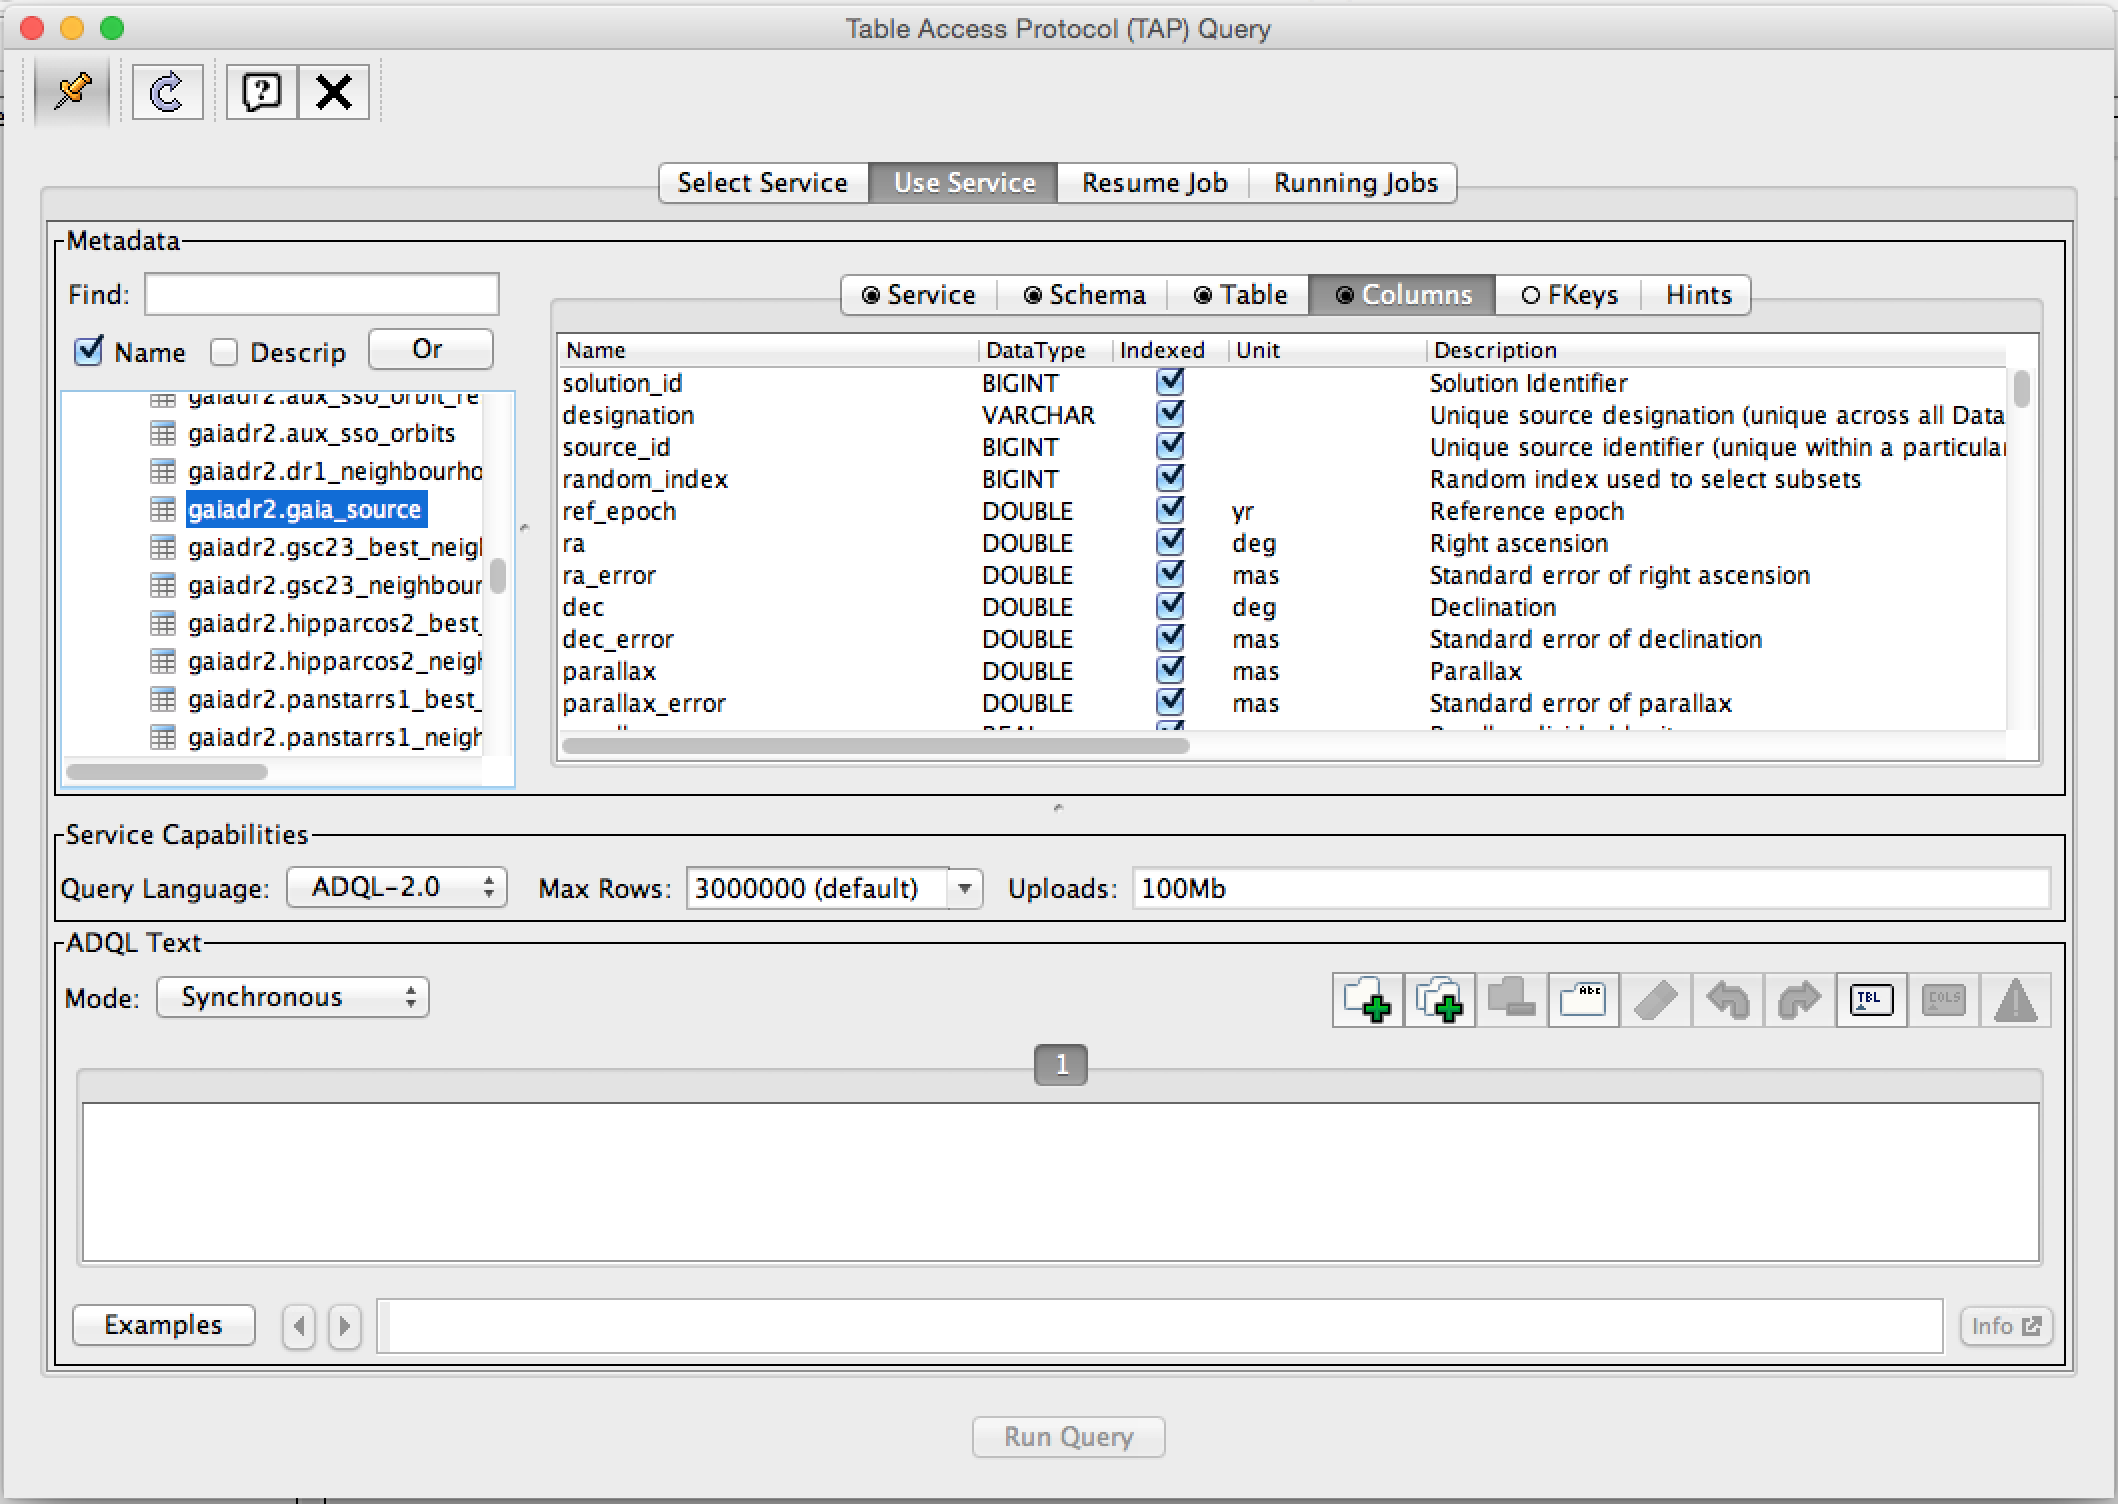 Table Access Protocol (TAP) Query
Select Service Use Service Resume Job Running Jobs
Metadata
Find:
Name Descrip Or
gaiadr2.aux_sso_orbit_re
gaiadr2.aux_sso_orbits
gaiadr2.dr1_neighbourho
gaiadr2.gaia_source
gaiadr2.gsc23_best_neigl
gaiadr2.gsc23_neighbour
gaiadr2.hipparcos2_best_
gaiadr2.hipparcos2_neigh
gaiadr2.panstarrs1_best_
gaiadr2.panstarrs1_neigh
Service Schema Table Columns FKeys Hints
Name DataType Indexed Unit Description
solution_id BIGINT Solution Identifier
designation VARCHAR Unique source designation (unique across all Data
source_id BIGINT Unique source identifier (unique within a particular
random_index BIGINT Random index used to select subsets
ref_epoch DOUBLE yr Reference epoch
ra DOUBLE deg Right ascension
ra_error DOUBLE mas Standard error of right ascension
dec DOUBLE deg Declination
dec_error DOUBLE mas Standard error of declination
parallax DOUBLE mas Parallax
parallax_error DOUBLE mas Standard error of parallax
Service Capabilities
Query Language: ADQL-2.0 Max Rows: 3000000 (default) Uploads: 100Mb
ADQL Text
Mode: Synchronous
Abc TBL COLS
1
Examples Info
Run Query